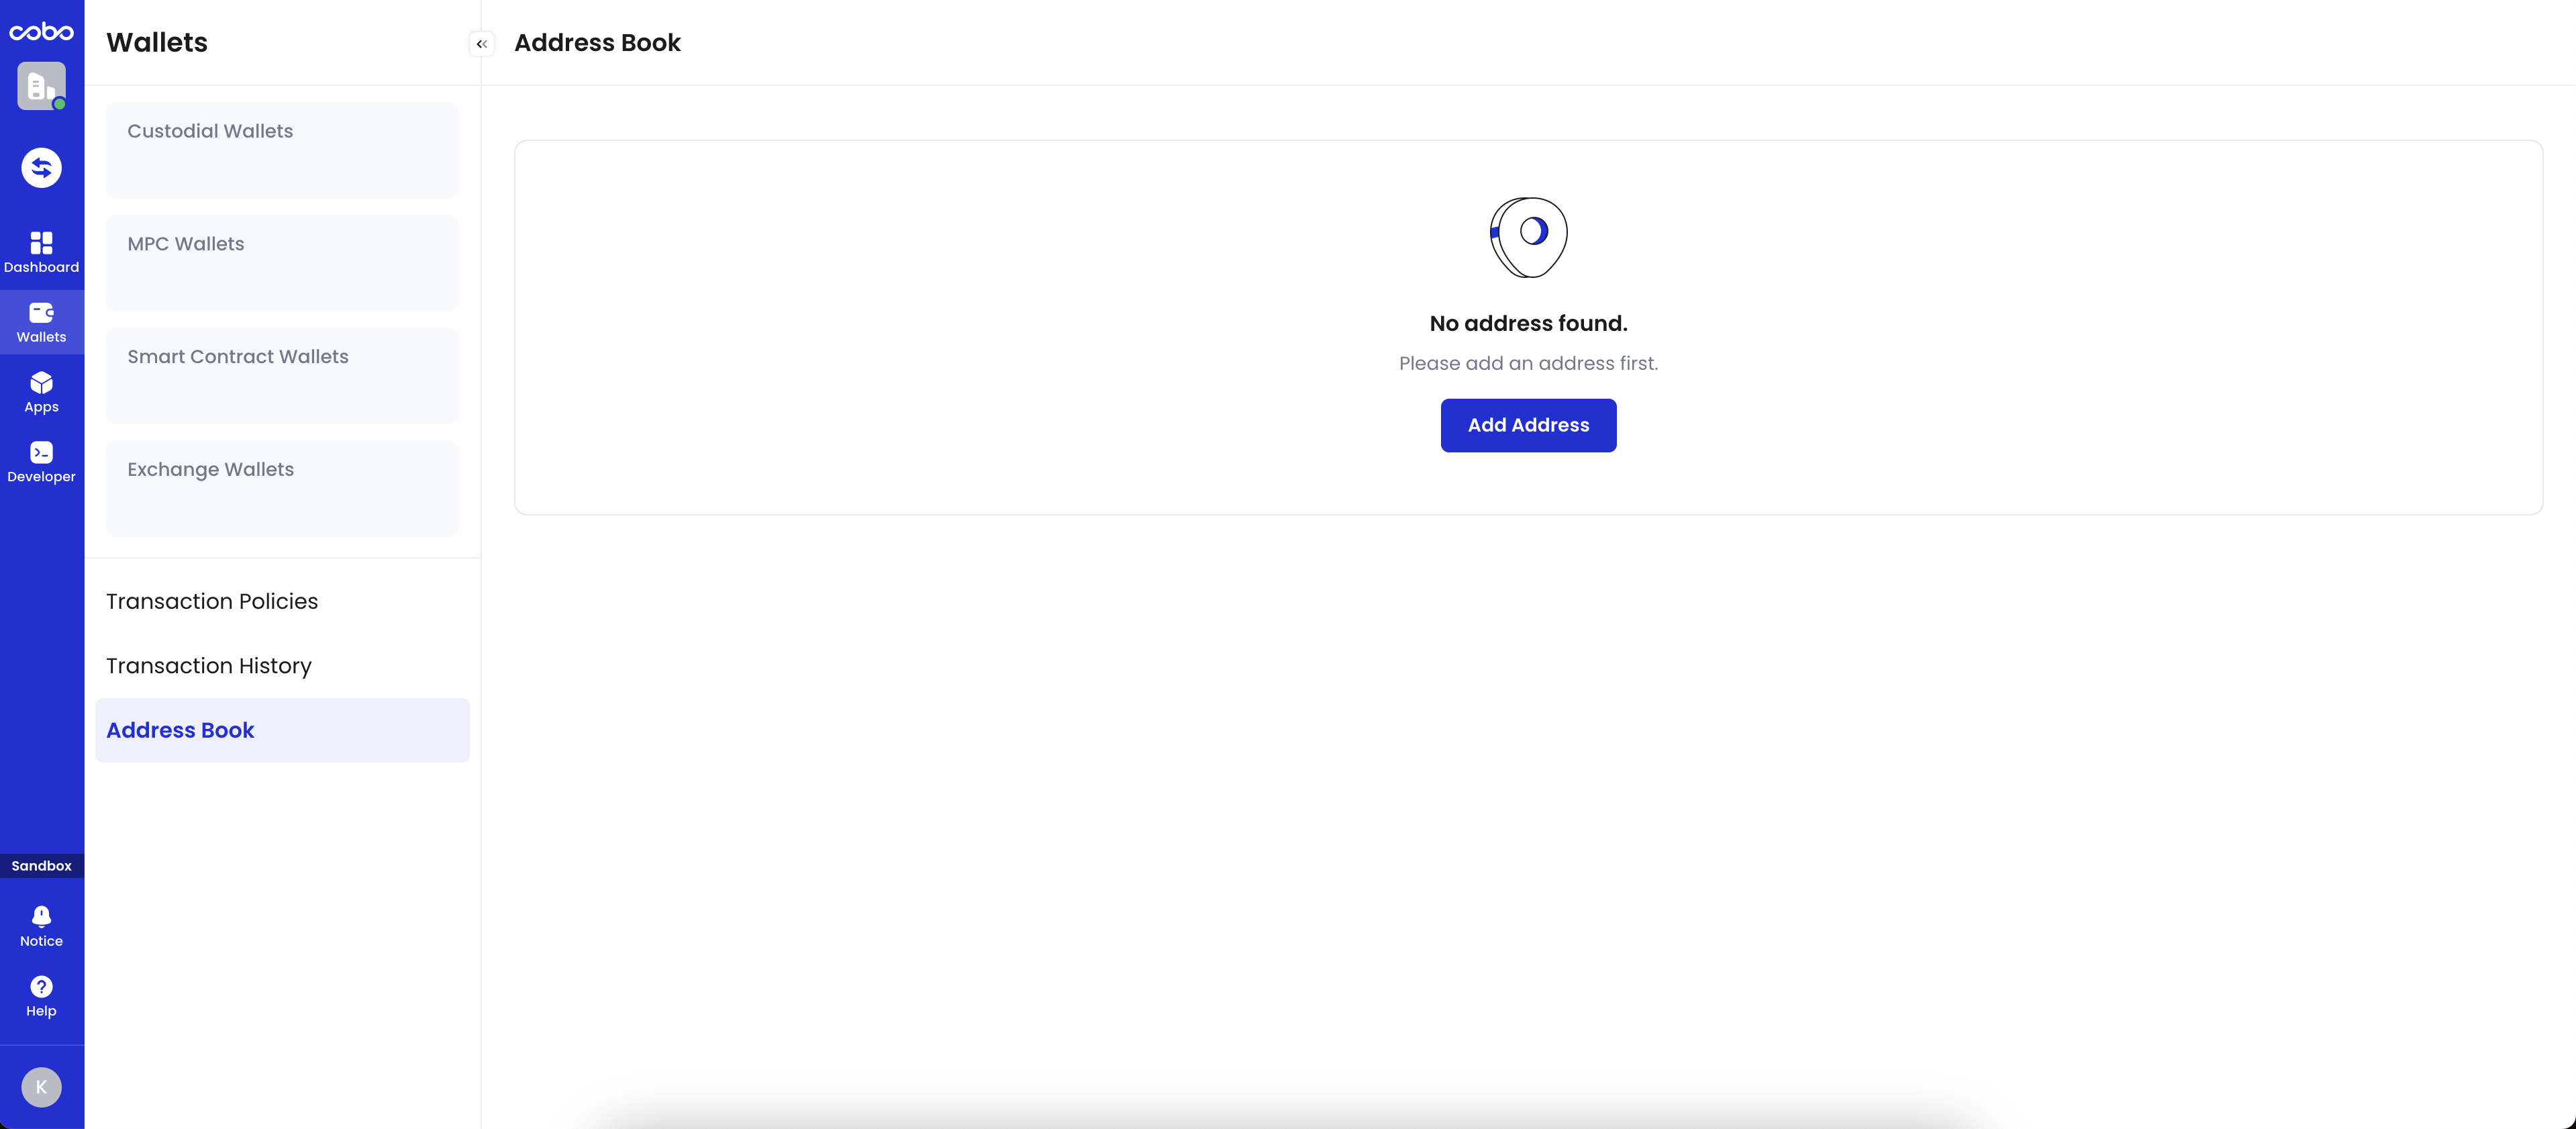 cobo
Dashboard
Wallets
Apps
Developer
Sandbox
Notice
Help
K
Wallets
Custodial Wallets
MPC Wallets
Smart Contract Wallets
Exchange Wallets
Transaction Policies
Transaction History
Address Book
Address Book
No address found.
Please add an address first.
Add Address